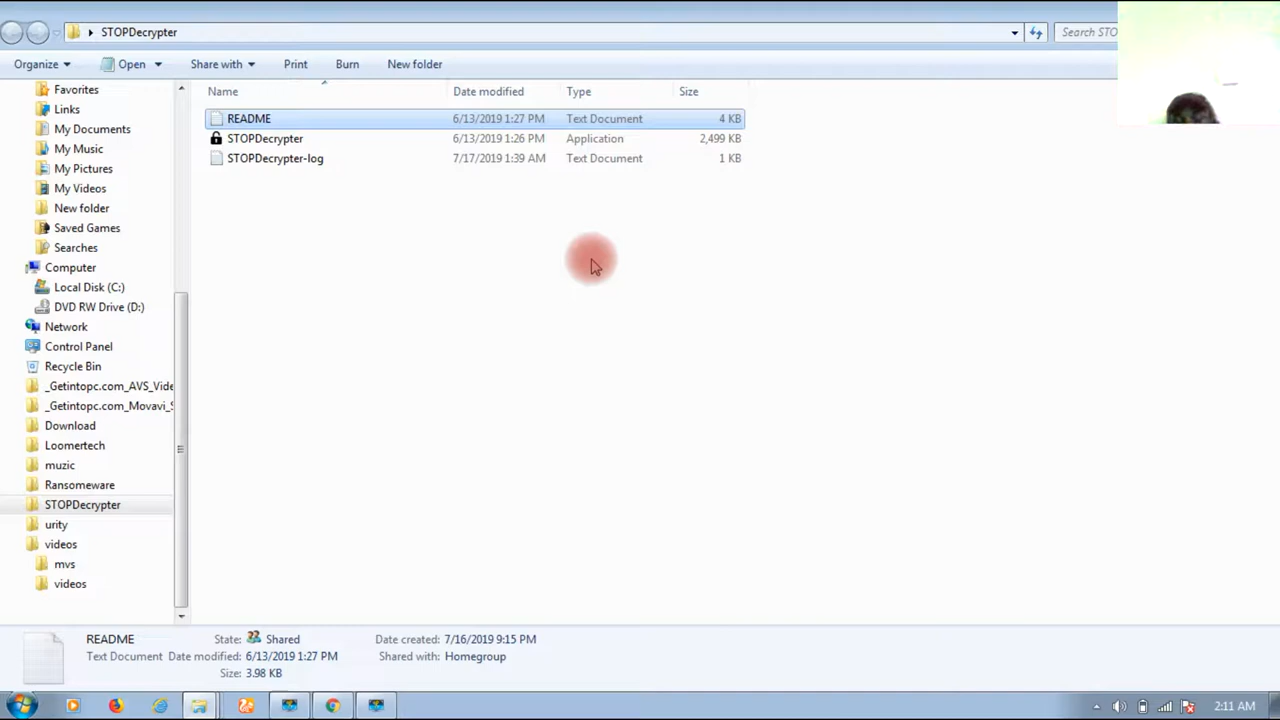 STOPDecrypter
Search STO
Organize Open Share with Print Burn New folder
Name Date modified Type Size
README 6/13/2019 1:27 PM Text Document 4 KB
STOPDecrypter 6/13/2019 1:26 PM Application 2,499 KB
STOPDecrypter-log 7/17/2019 1:39 AM Text Document 1 KB
Favorites
Links
My Documents
My Music
My Pictures
My Videos
New folder
Saved Games
Searches
Computer
Local Disk (C:)
DVD RW Drive (D:)
Network
Control Panel
Recycle Bin
_Getintopc.com_AVS_Vide
_Getintopc.com_Movavi_S
Download
Loomertech
muzic
Ransomeware
STOPDecrypter
urity
videos
mvs
videos
README State: Shared Date created: 7/16/2019 9:15 PM
Text Document Date modified: 6/13/2019 1:27 PM Shared with: Homegroup
Size: 3.98 KB
2:11 AM